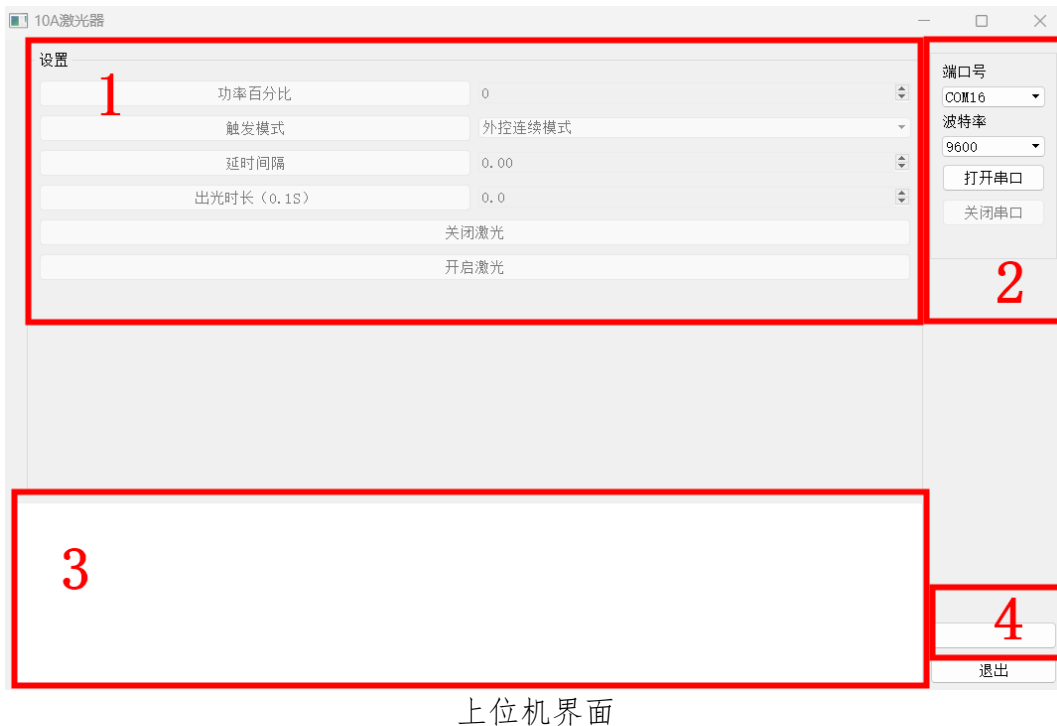 10A激光器
设置
1
功率百分比 0
触发模式 外控连续模式
延时间隔 0.00
出光时长（0.1S） 0.0
关闭激光
开启激光
端口号
COM16
波特率
9600
打开串口
关闭串口
2
3
4
退出
上位机界面